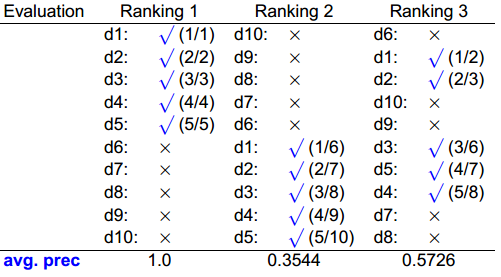 Evaluation Ranking 1 Ranking 2 Ranking 3
d1: √ (1/1) d10: × d6: ×
d2: √ (2/2) d9: × d1: √ (1/2)
d3: √ (3/3) d8: × d2: √ (2/3)
d4: √ (4/4) d7: × d10: ×
d5: √ (5/5) d6: × d9: ×
d6: × d1: √ (1/6) d3: √ (3/6)
d7: × d2: √ (2/7) d5: √ (4/7)
d8: × d3: √ (3/8) d4: √ (5/8)
d9: × d4: √ (4/9) d7: ×
d10: × d5: √ (5/10) d8: ×
avg. prec 1.0 0.3544 0.5726